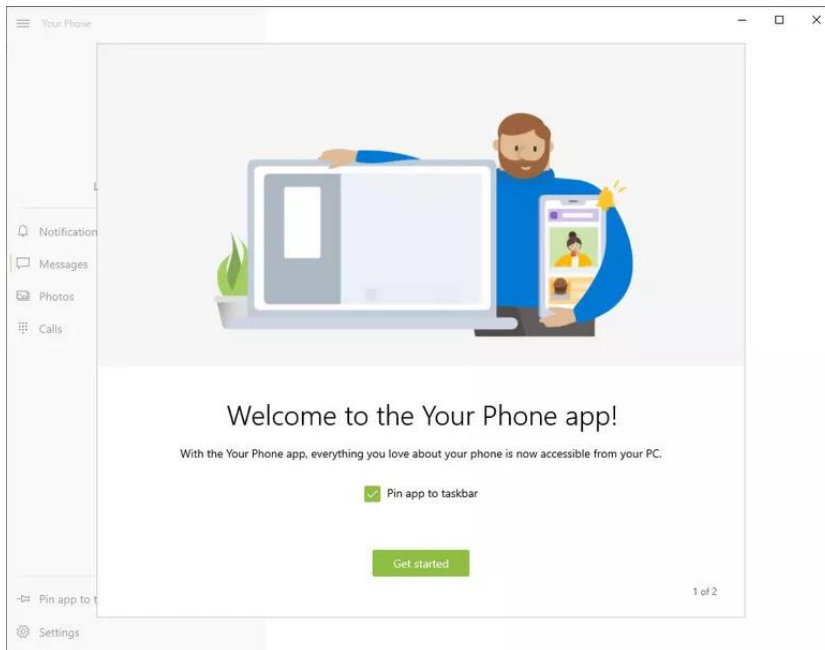 Your Phone
Notification
Messages
Photos
Calls
Welcome to the Your Phone app!
With the Your Phone app, everything you love about your phone is now accessible from your PC.
Pin app to taskbar
Get started
1 of 2
Pin app to t
Settings